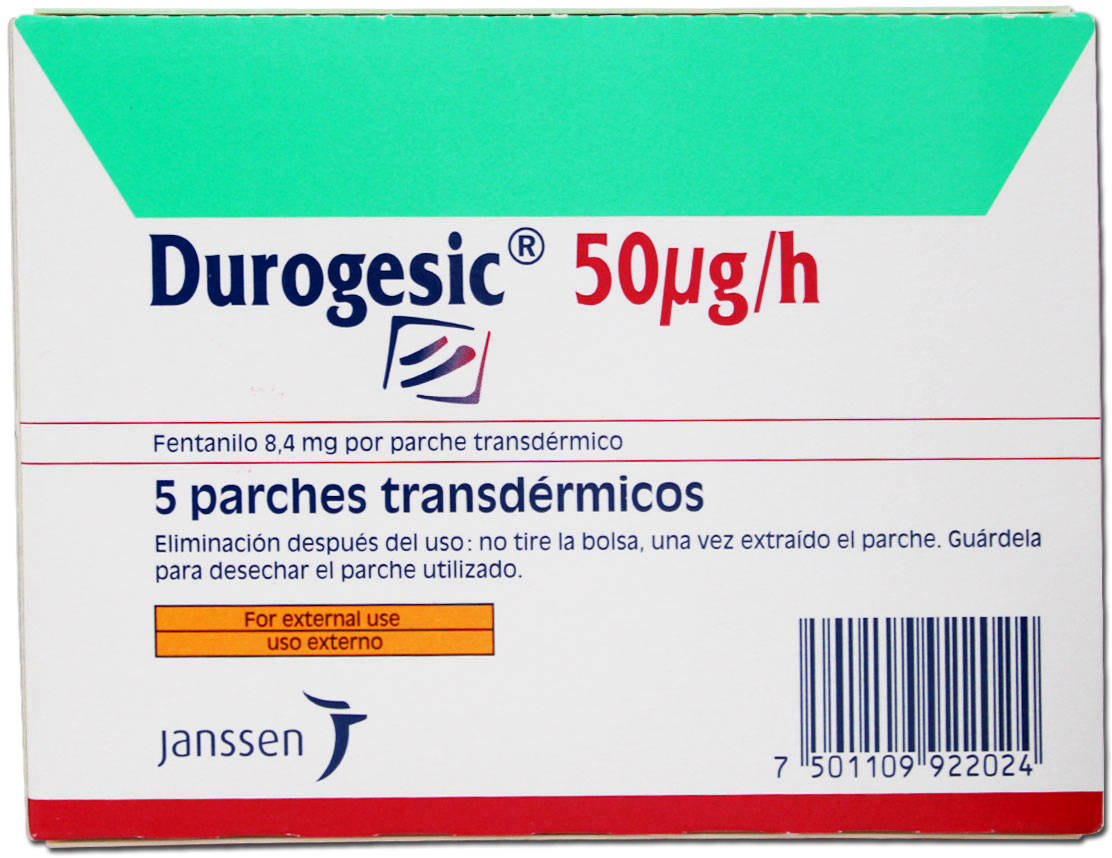 Durogesic® 50µg/h
Fentanilo 8,4 mg por parche transdérmico
5 parches transdérmicos
Eliminación después del uso: no tire la bolsa, una vez extraído el parche. Guárdela
para desechar el parche utilizado.
For external use
uso externo
janssen
7 501109 922024